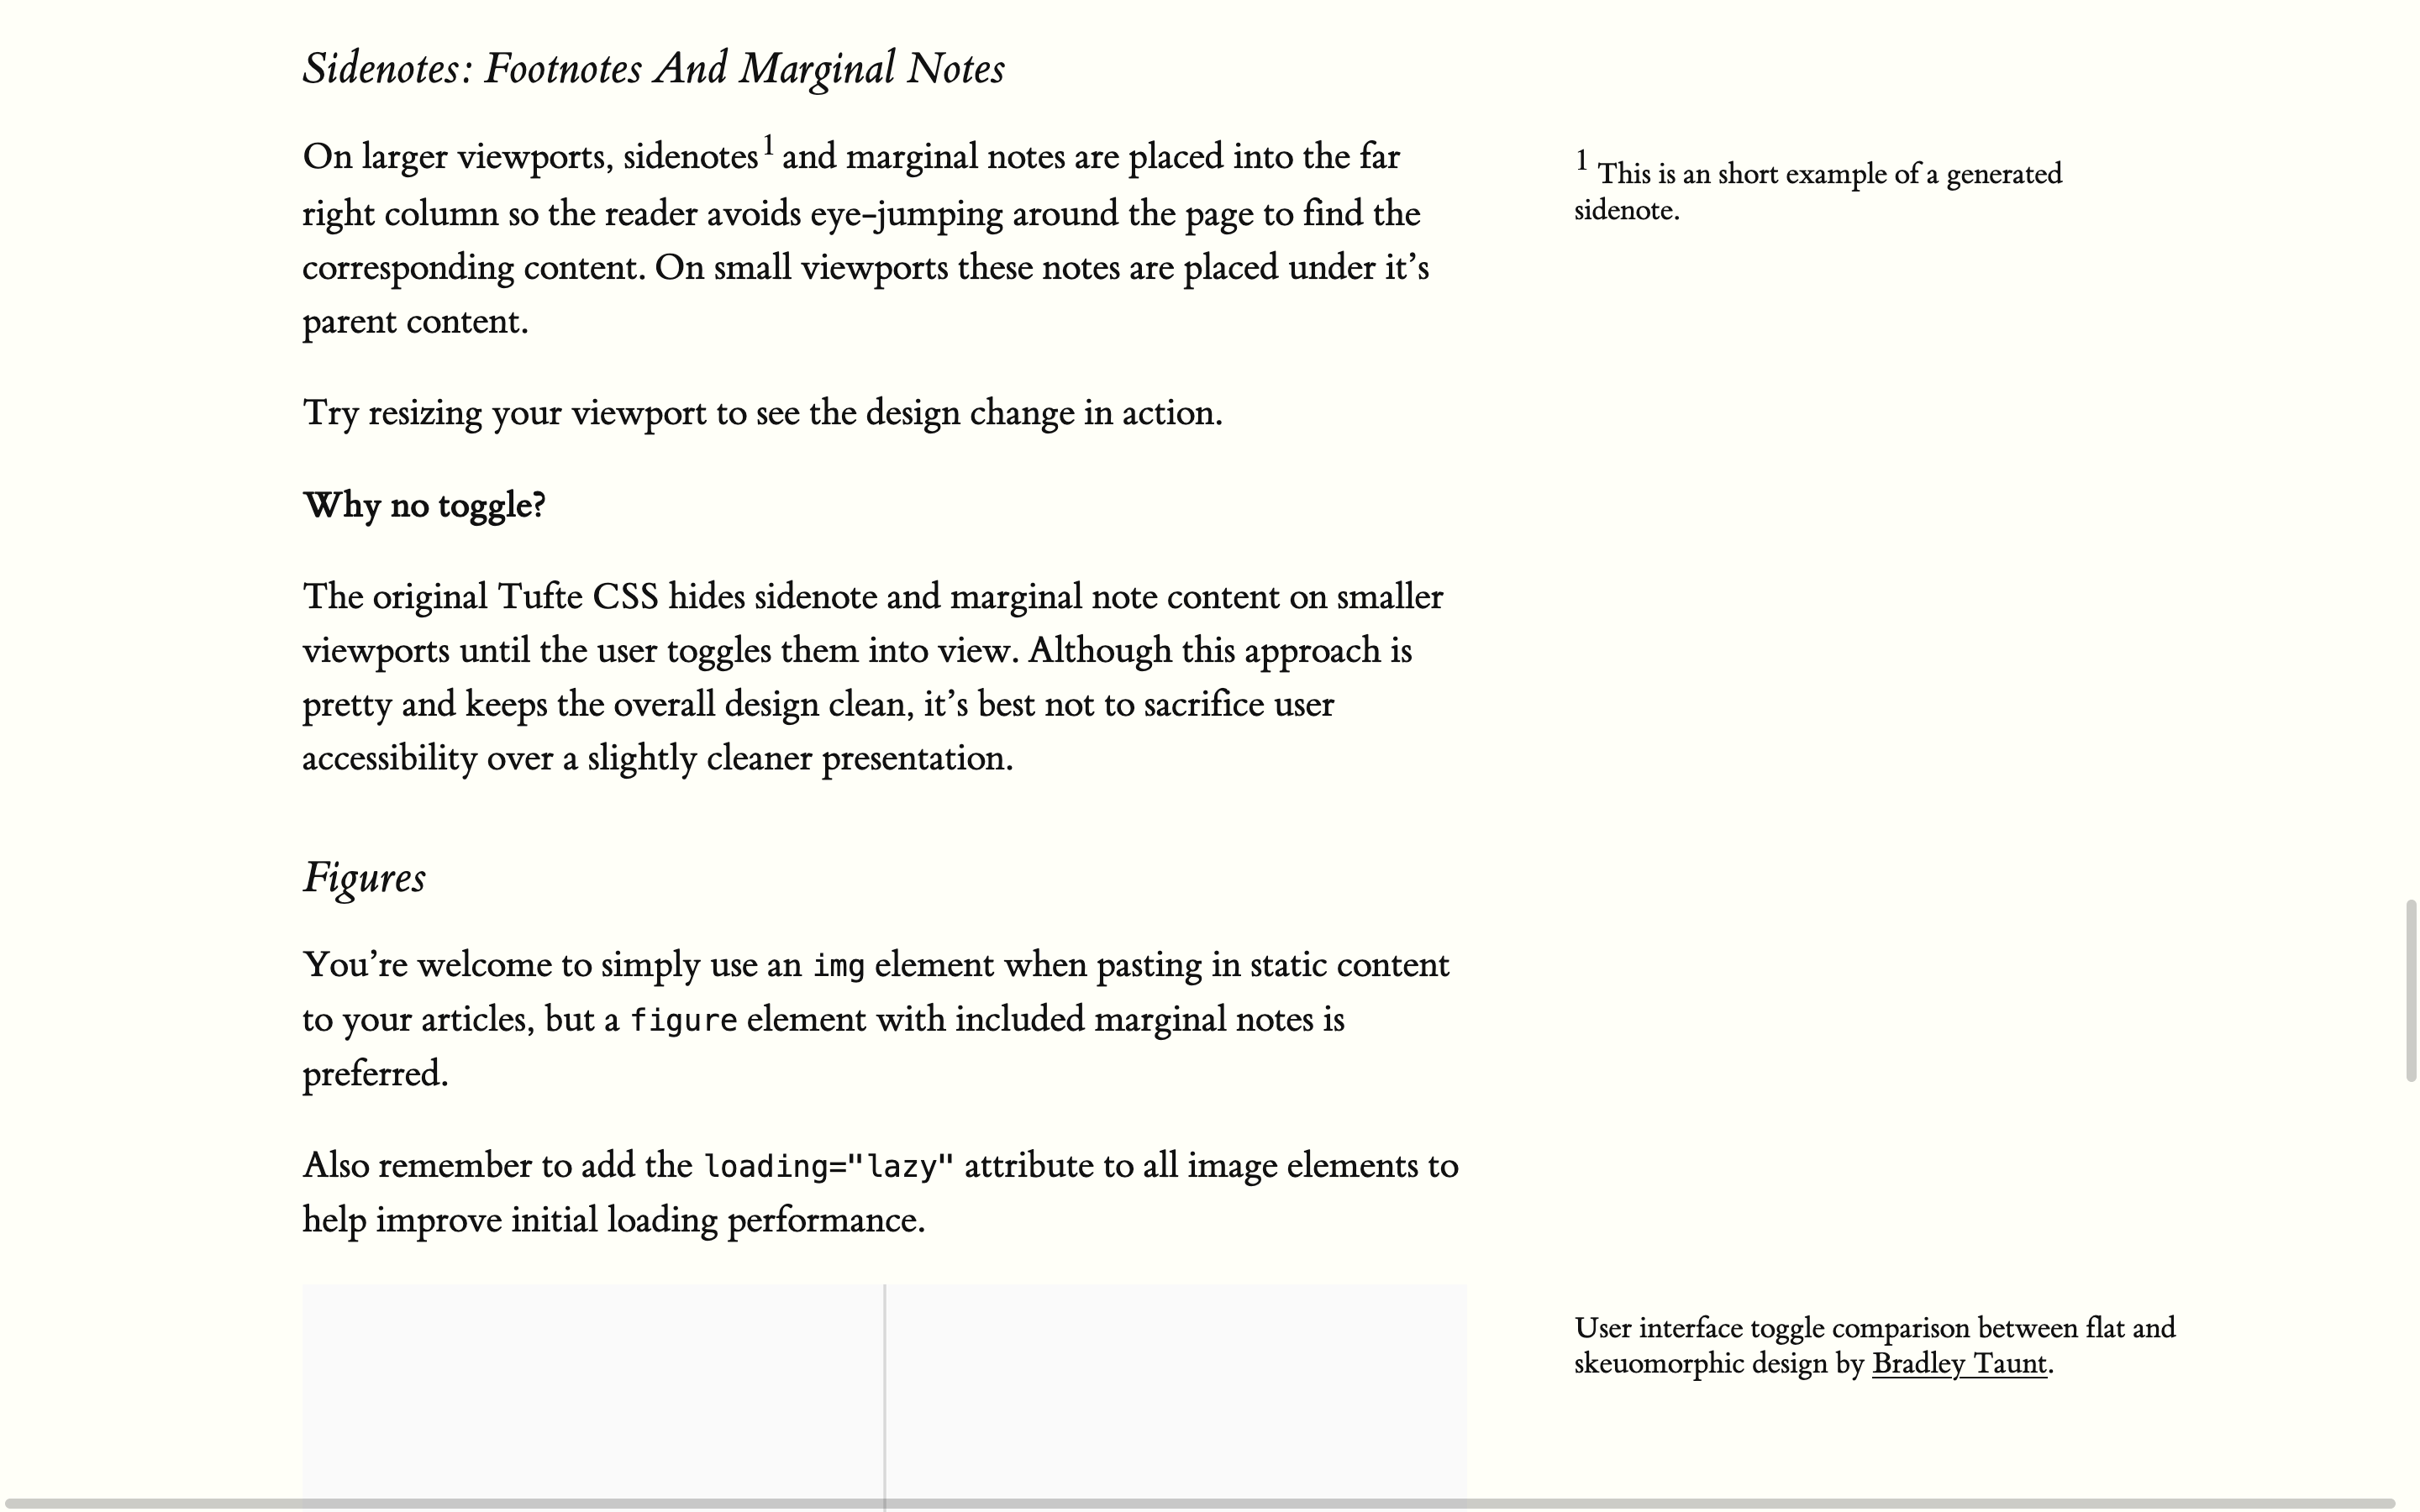 Sidenotes: Footnotes And Marginal Notes
On larger viewports, sidenotes1 and marginal notes are placed into the far
right column so the reader avoids eye-jumping around the page to find the
corresponding content. On small viewports these notes are placed under it’s
parent content.
1 This is an short example of a generated
sidenote.
Try resizing your viewport to see the design change in action.
Why no toggle?
The original Tufte CSS hides sidenote and marginal note content on smaller
viewports until the user toggles them into view. Although this approach is
pretty and keeps the overall design clean, it’s best not to sacrifice user
accessibility over a slightly cleaner presentation.
Figures
You’re welcome to simply use an img element when pasting in static content
to your articles, but a figure element with included marginal notes is
preferred.
Also remember to add the loading="lazy" attribute to all image elements to
help improve initial loading performance.
User interface toggle comparison between flat and
skeuomorphic design by Bradley Taunt.